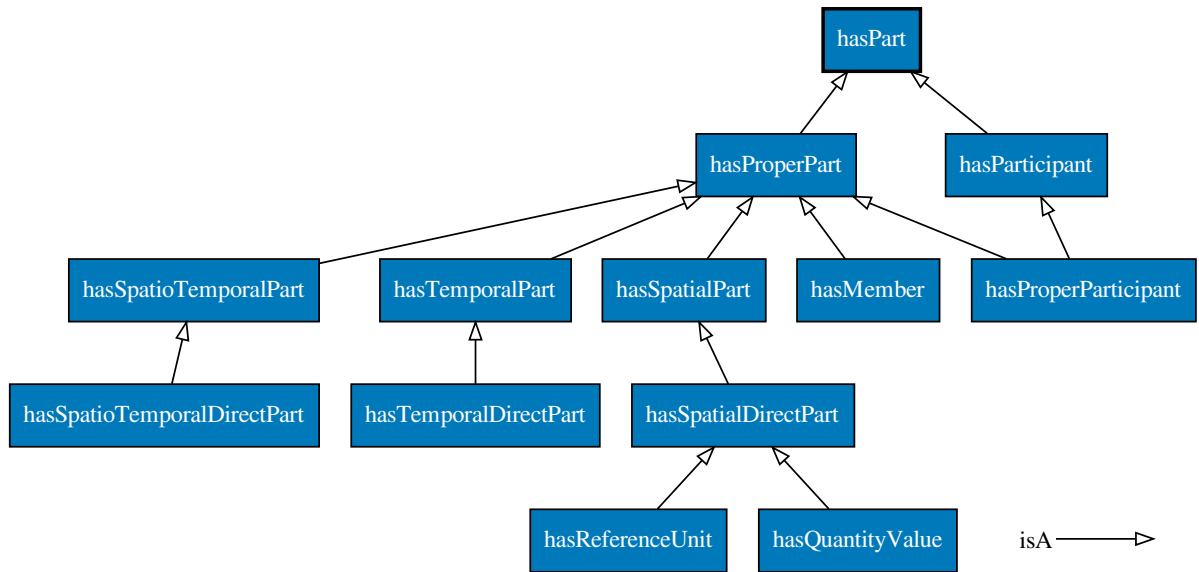 hasPart
hasProperPart
hasParticipant
hasSpatioTemporalPart
hasTemporalPart
hasSpatialPart
hasMember
hasProperParticipant
hasSpatioTemporalDirectPart
hasTemporalDirectPart
hasSpatialDirectPart
hasReferenceUnit
hasQuantityValue
isA